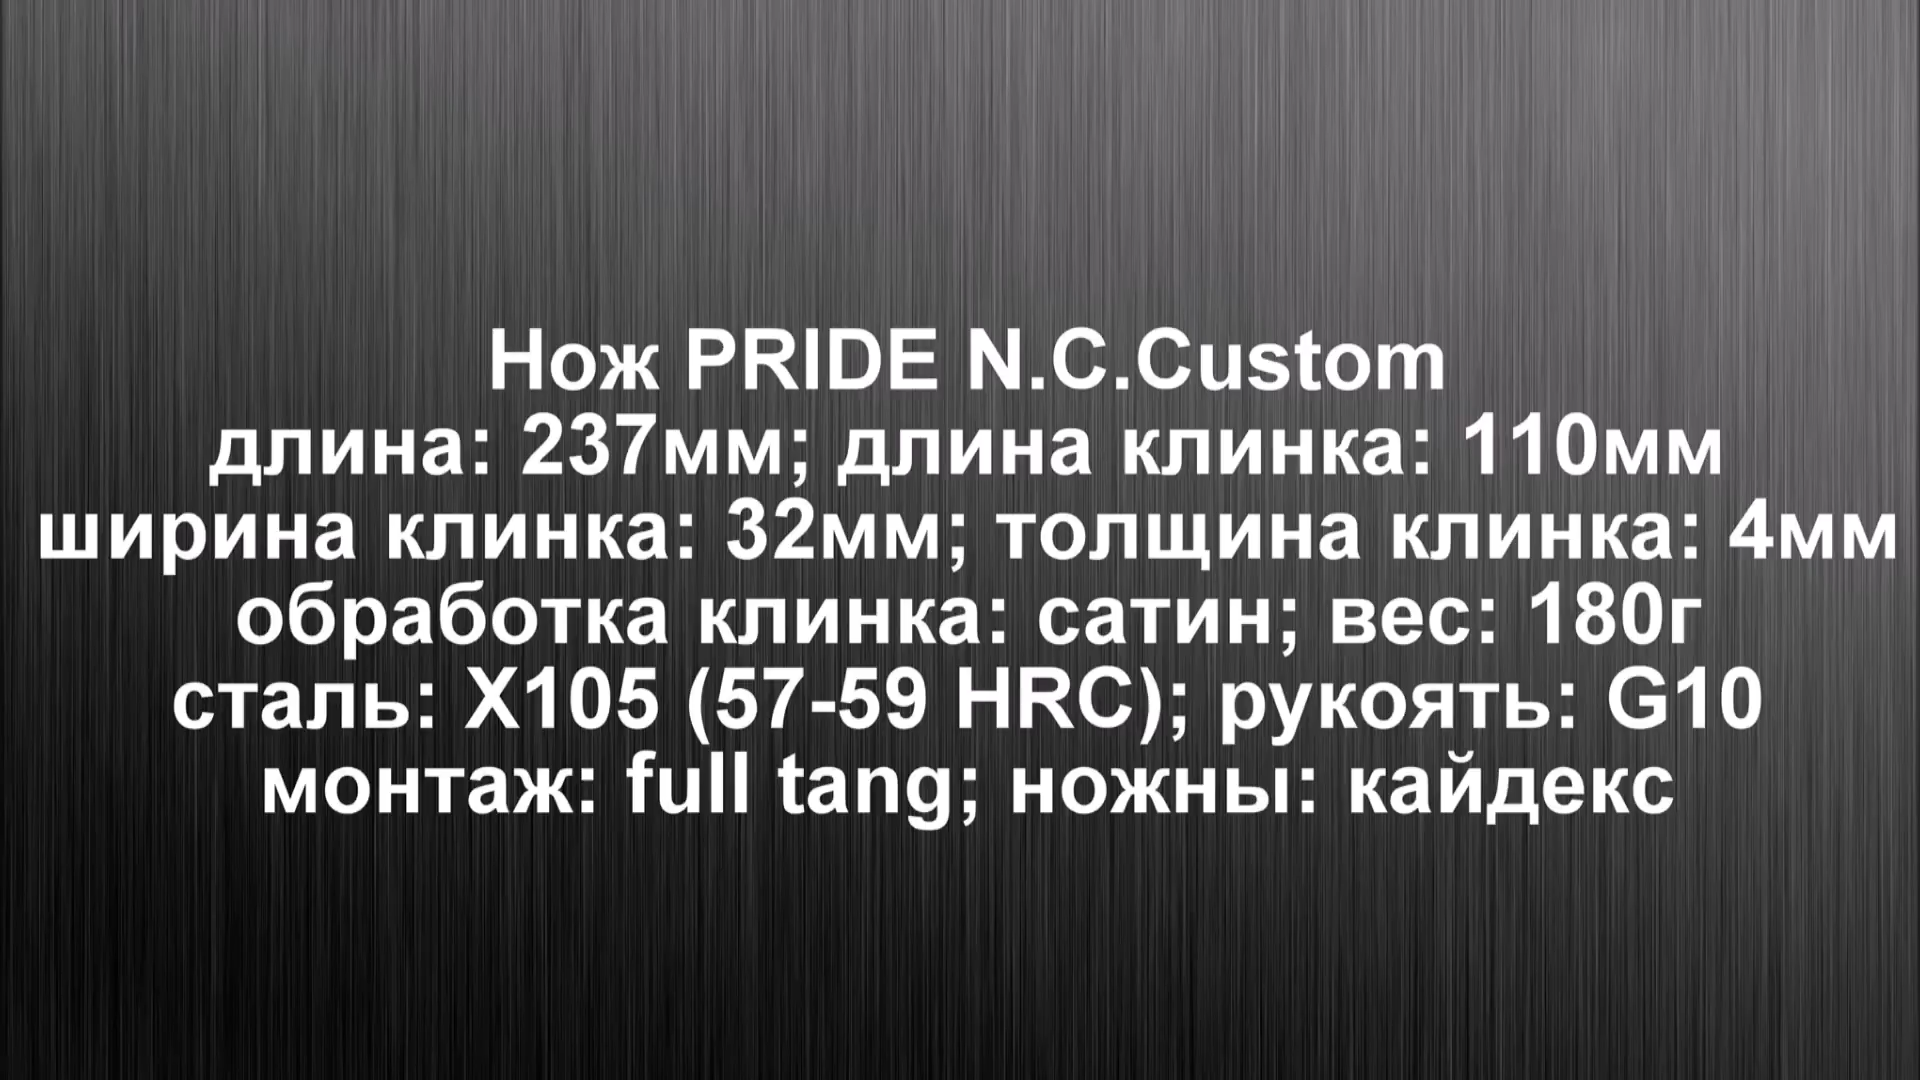 Нож PRIDE N.C.Custom
длина: 237мм; длина клинка: 110мм
ширина клинка: 32мм; толщина клинка: 4мм
обработка клинка: сатин; вес: 180г
сталь: X105 (57-59 HRC); рукоять: G10
монтаж: full tang; ножны: кайдекс